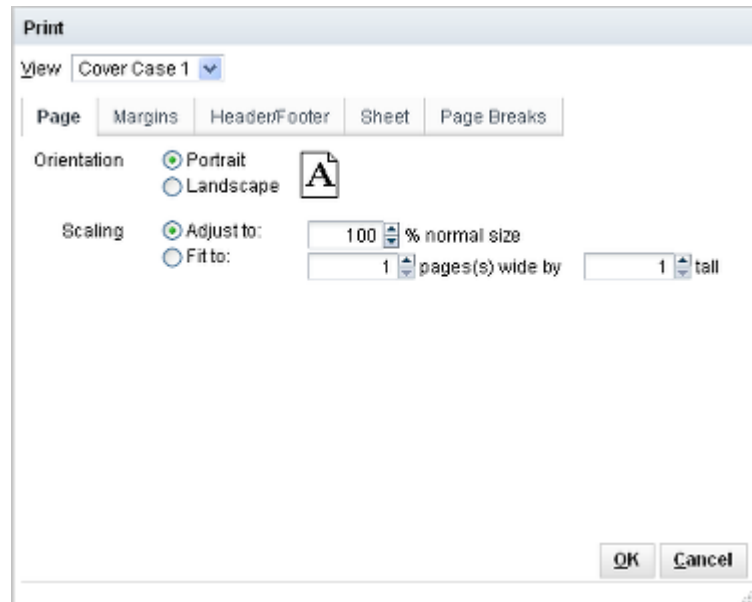 Print
View Cover Case 1
Page Margins Header/Footer Sheet Page Breaks
Orientation Portrait A
Landscape
Scaling Adjust to: 100 % normal size
Fit to: 1 pages(s) wide by 1 tall
OK Cancel